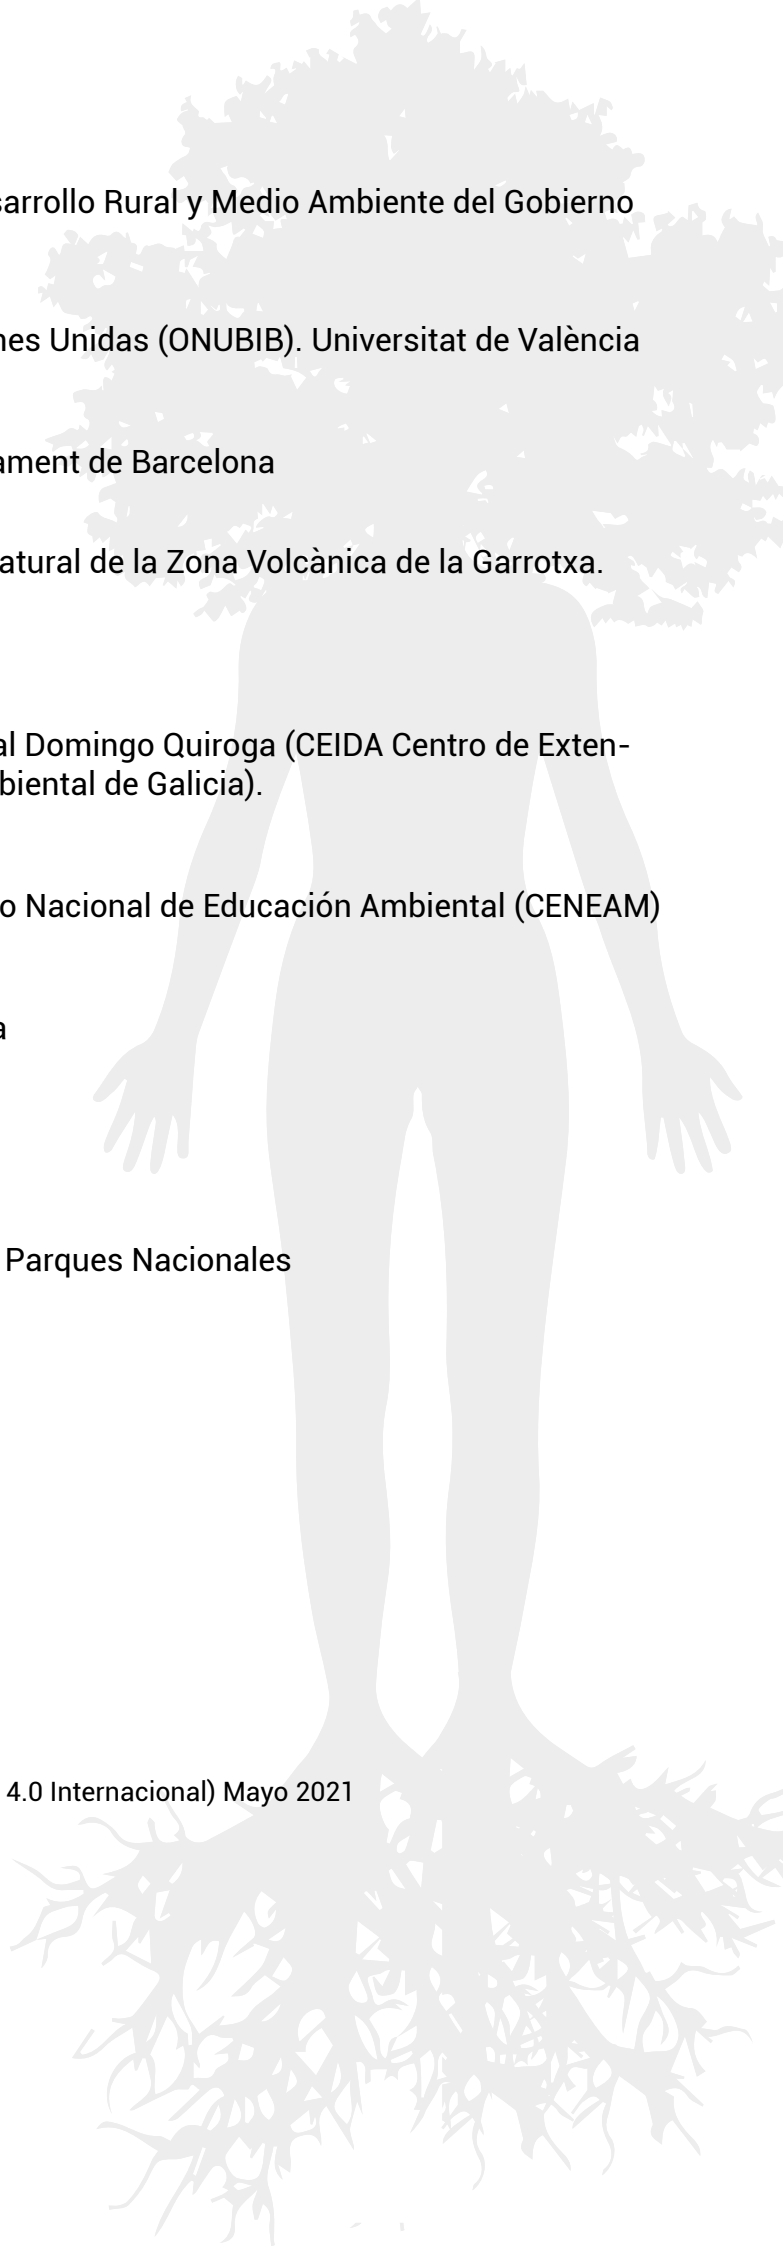 sarrollo Rural y Medio Ambiente del Gobierno
nes Unidas (ONUBIB). Universitat de València
ament de Barcelona
atural de la Zona Volcànica de la Garrotxa.
al Domingo Quiroga (CEIDA Centro de Exten-
biental de Galicia).
o Nacional de Educación Ambiental (CENEAM)
a
Parques Nacionales
4.0 Internacional) Mayo 2021